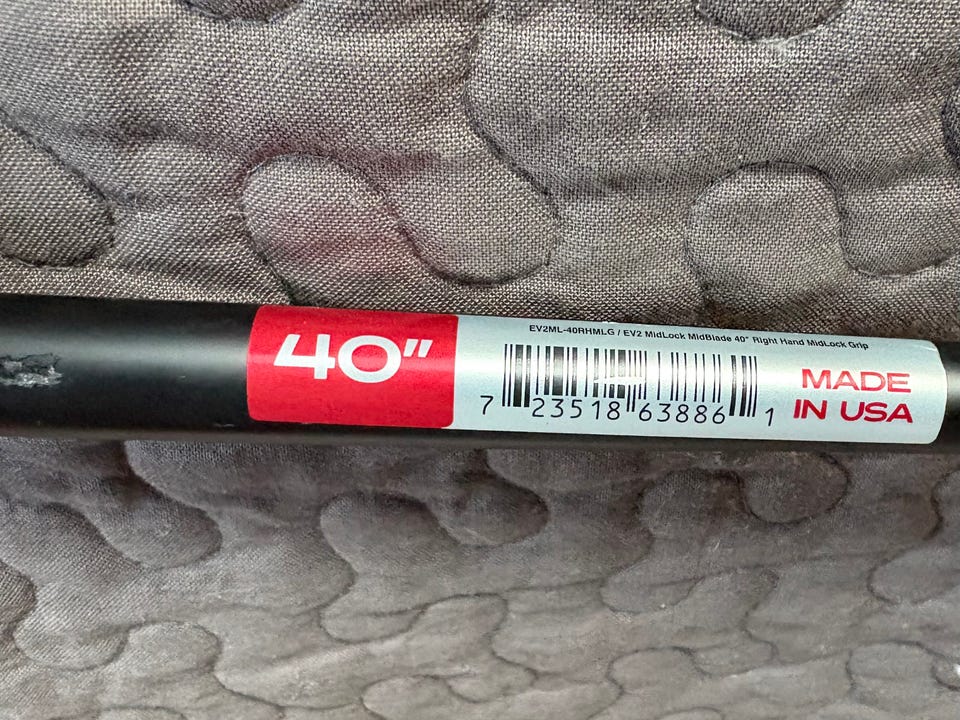 40"
EV2ML-40RHMLG / EV2 MidLock MidBlade 40" Right Hand MidLock Grip
7 23518 63886 1
MADE
IN USA